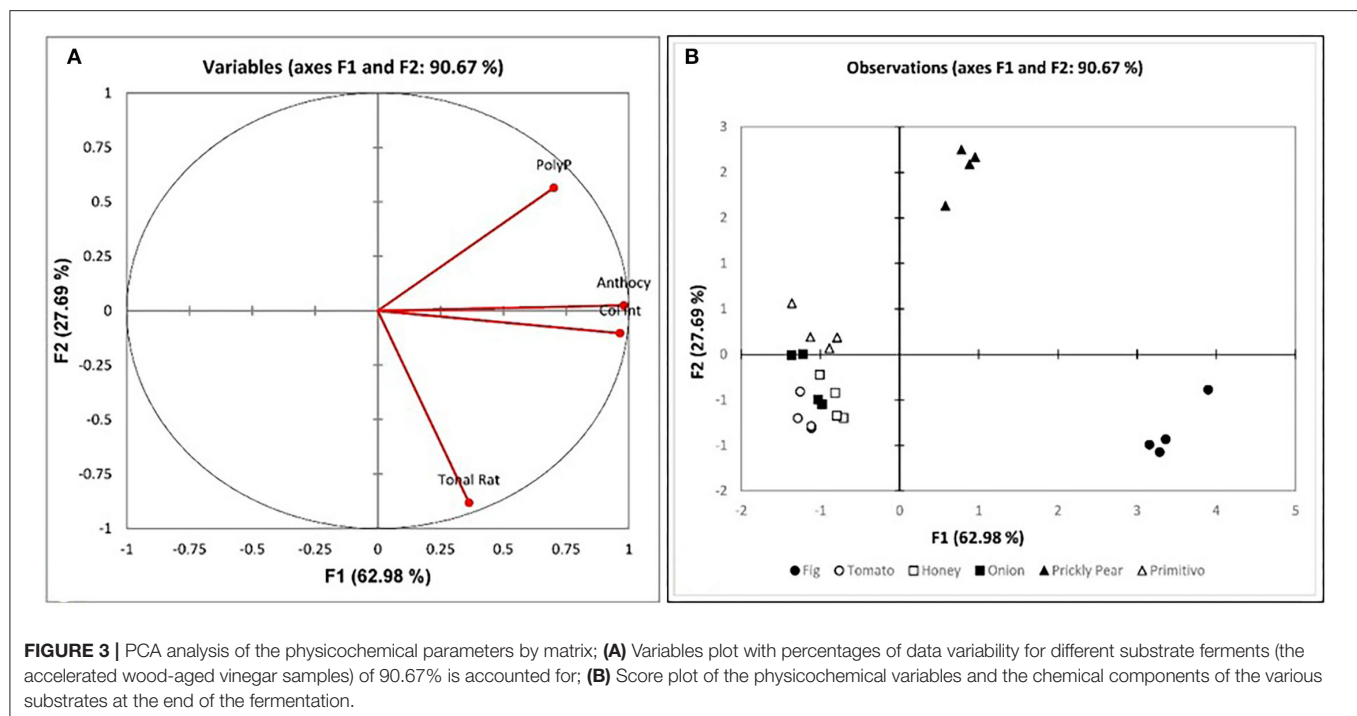 A
Variables (axes F1 and F2: 90.67 %)
1
0.75
0.5
0.25
0
-0.25
-0.5
-0.75
-1
F2 (27.69 %)
PolyP
Anthocy
Col Int
Tonal Rat
-1 -0.75 -0.5 -0.25 0 0.25 0.5 0.75 1
F1 (62.98 %)
B
Observations (axes F1 and F2: 90.67 %)
3
2
2
1
1
0
-1
-1
-2
F2 (27.69 %)
-2 -1 0 1 2 3 4 5
F1 (62.98 %)
Fig Tomato Honey Onion Prickly Pear Primitivo
FIGURE 3 | PCA analysis of the physicochemical parameters by matrix; (A) Variables plot with percentages of data variability for different substrate ferments (the
accelerated wood-aged vinegar samples) of 90.67% is accounted for; (B) Score plot of the physicochemical variables and the chemical components of the various
substrates at the end of the fermentation.